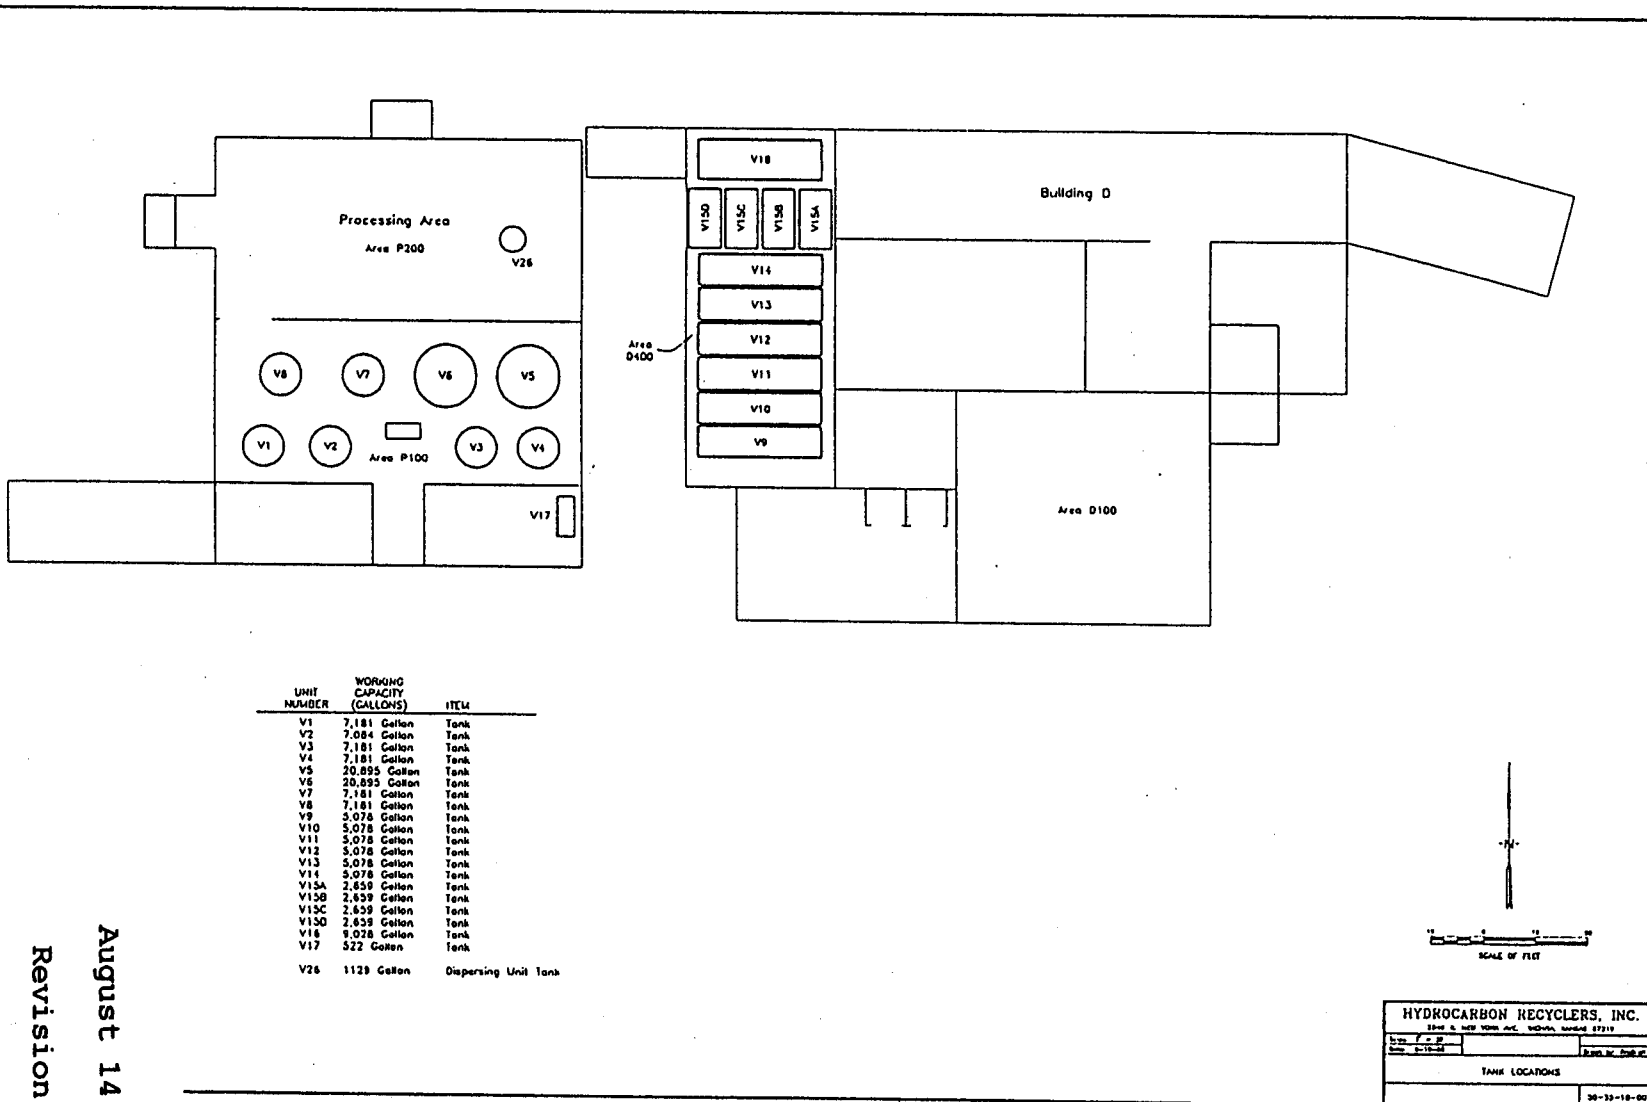 V18
V15D
V15C
V15B
V15A
Building D
Processing Area
Area P200
V26
V14
V13
Area
D400
V12
V8
V7
V6
V5
V11
V10
V1
V2
Area P100
V3
V4
V9
V17
Area D100
UNIT
NUMBER
WORKING
CAPACITY
(GALLONS)
ITEM
V1 7,181 Gallon Tank
V2 7,084 Gallon Tank
V3 7,181 Gallon Tank
V4 7,181 Gallon Tank
V5 20,895 Gallon Tank
V6 20,895 Gallon Tank
V7 7,181 Gallon Tank
V8 7,181 Gallon Tank
V9 5,078 Gallon Tank
V10 5,078 Gallon Tank
V11 5,078 Gallon Tank
V12 5,078 Gallon Tank
V13 5,078 Gallon Tank
V14 5,078 Gallon Tank
V15A 2,659 Gallon Tank
V15B 2,659 Gallon Tank
V15C 2,659 Gallon Tank
V15D 2,659 Gallon Tank
V16 9,028 Gallon Tank
V17 522 Gallon Tank
V26 1129 Gallon Dispersing Unit Tank
-N-
SCALE OF FEET
August 14
Revision
HYDROCARBON RECYCLERS, INC.
NEW YORK AVE. WICHITA, KANSAS 67219
TANK LOCATIONS